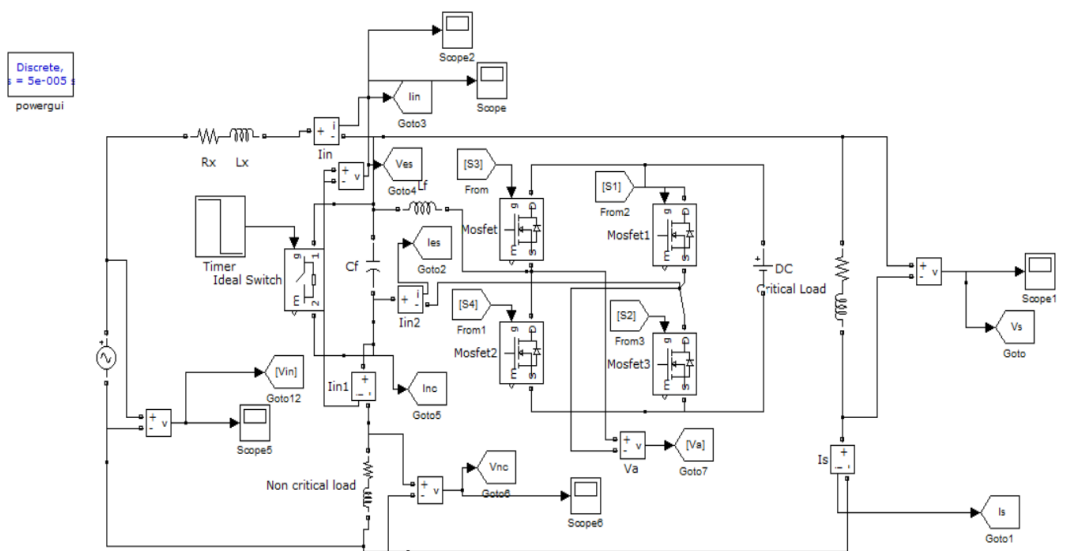 Scope2
Discrete,
s = 5e-005 s
powergui
Scope
Iin
Goto3
i
Iin
Rx
Lx
v
Ves
Goto4
Lf
[S3]
From
[S1]
From2
Mosfet
Mosfet1
g
D
m
S
Timer
Ideal Switch
g
1
m
2
Cf
Ies
Goto2
i
Iin2
DC
Critical Load
v
Scope1
Vs
Goto
[S4]
From1
[S2]
From3
Mosfet2
Mosfet3
[Vin]
Goto12
Iin1
Inc
Goto5
v
Scope5
v
Va
[Va]
Goto7
Is
Non critical load
v
Vnc
Goto6
Scope6
Is
Goto1